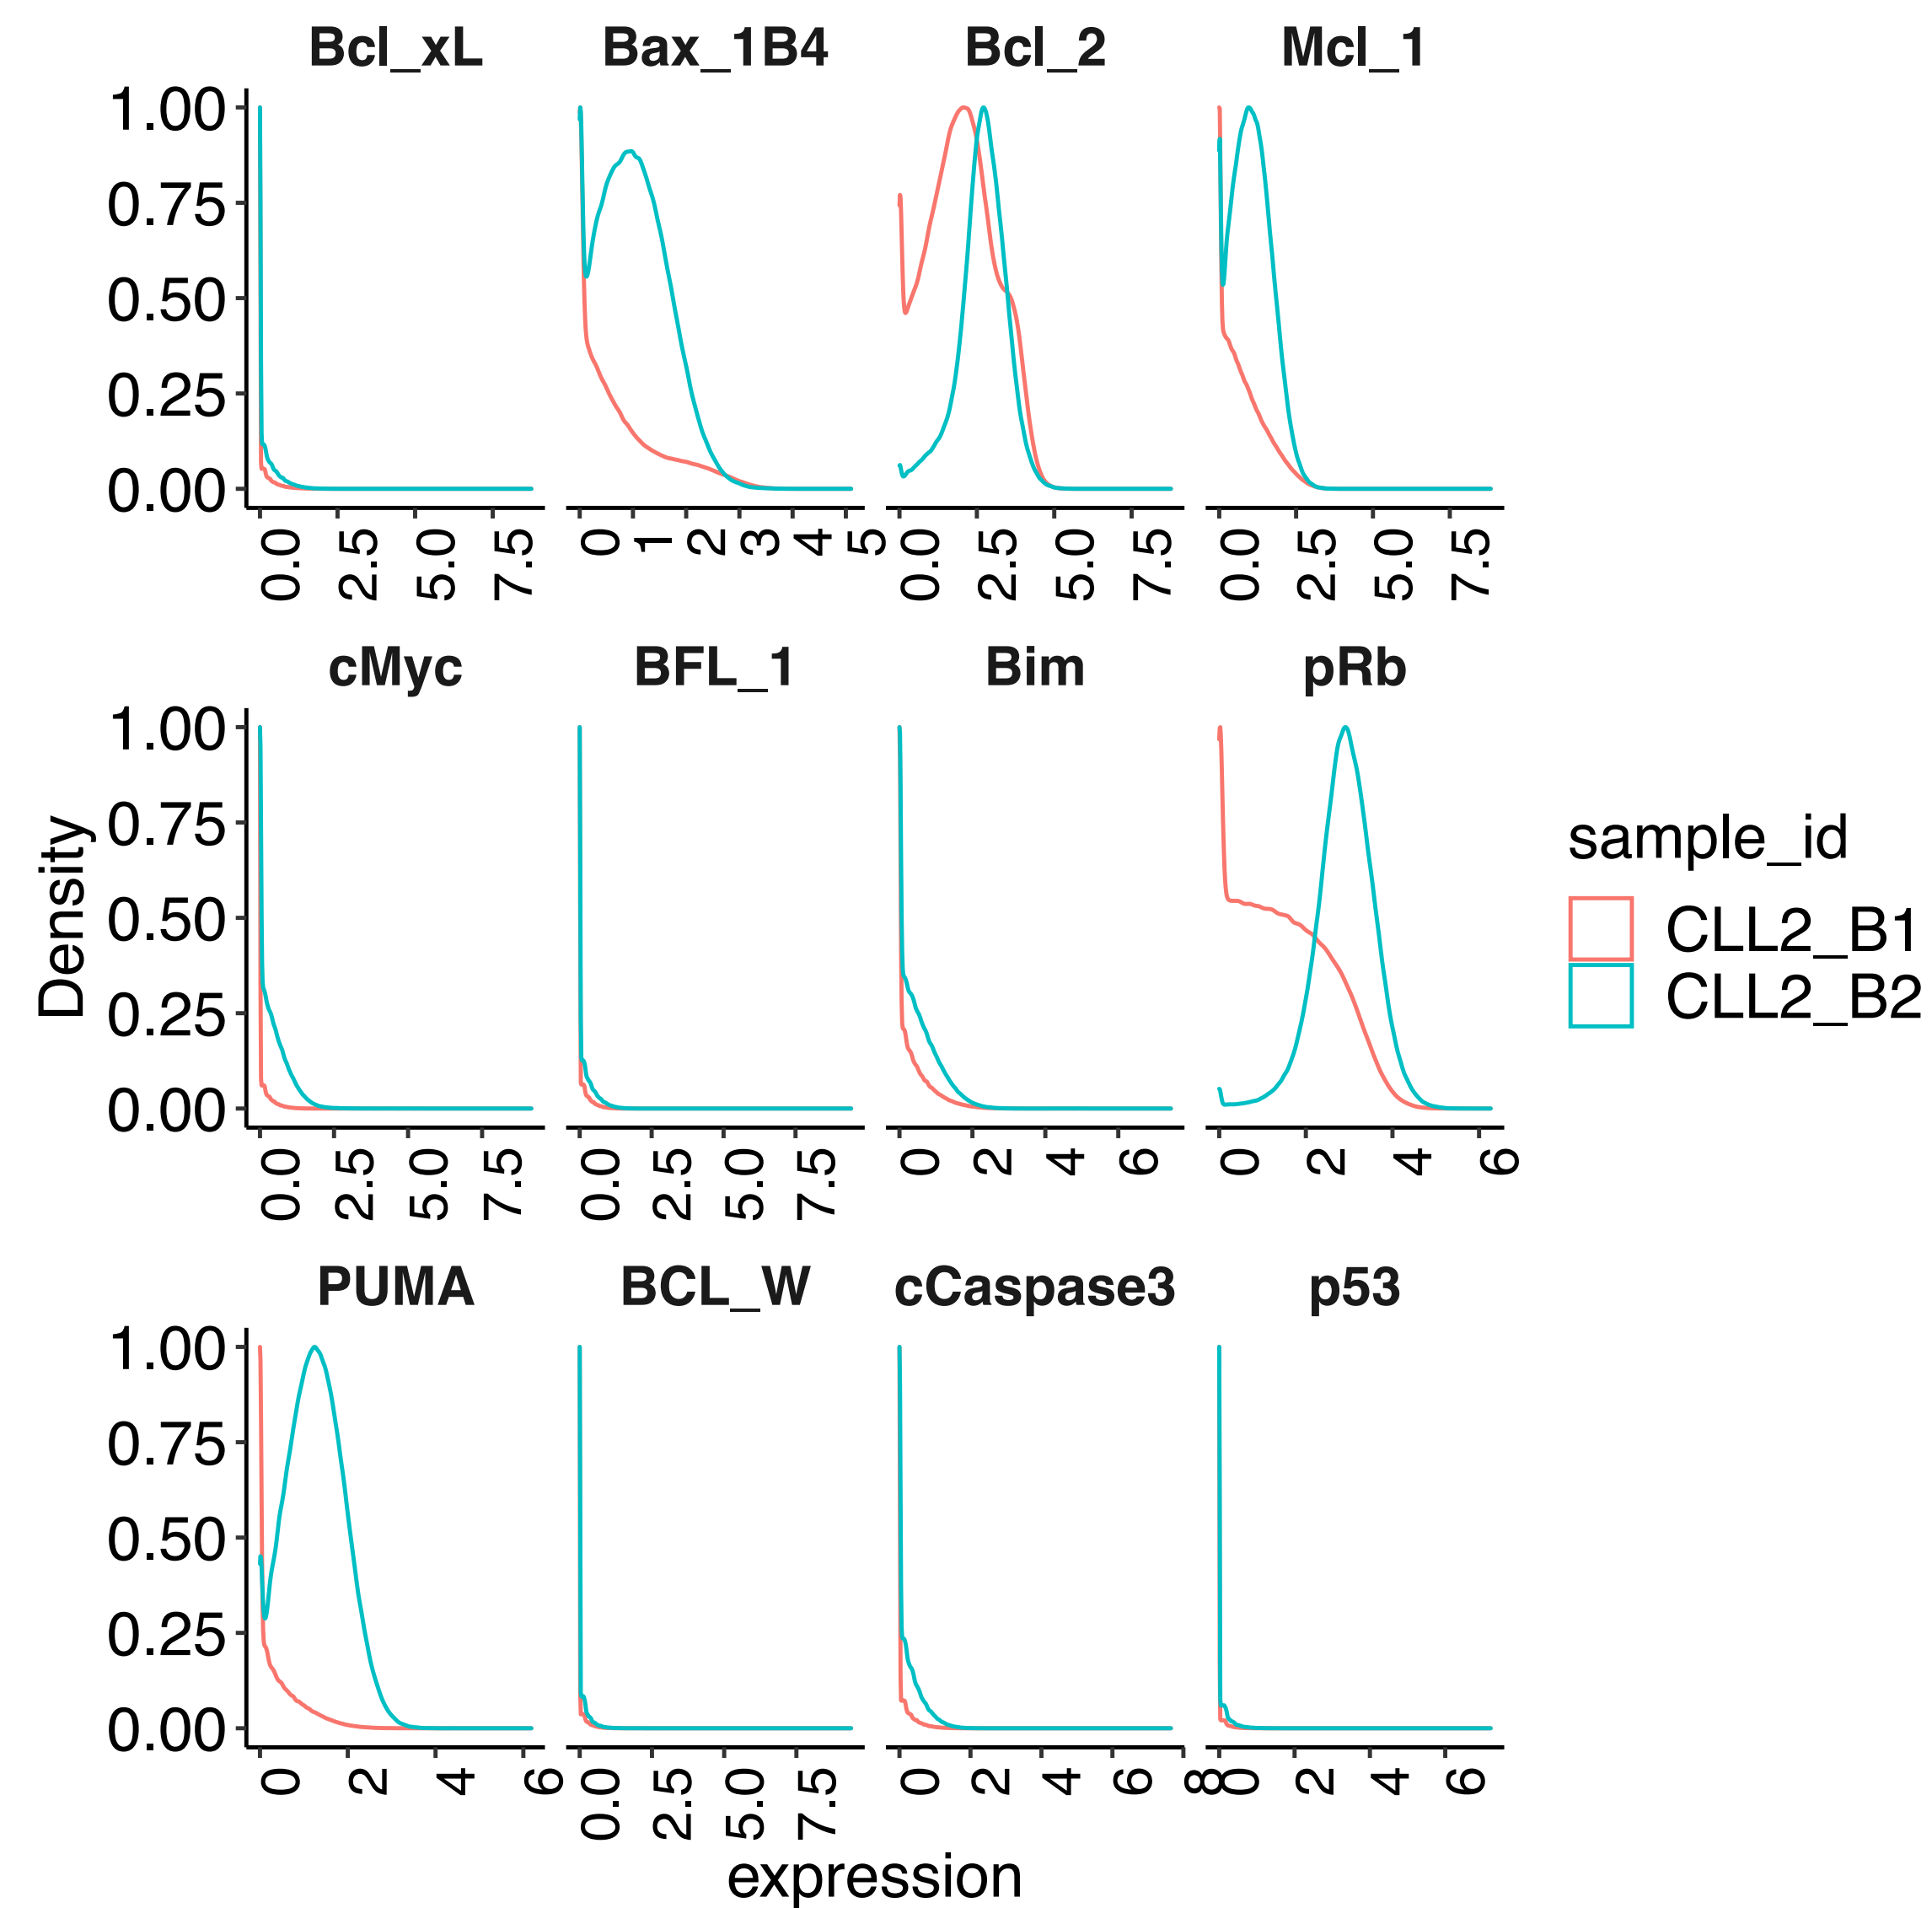 Bcl_xL Bax_1B4 Bcl_2 Mcl_1
1.00
0.75
0.50
0.25
0.00
0.0 2.5 5.0 7.5 0 1 2 3 4 5 0.0 2.5 5.0 7.5 0.0 2.5 5.0 7.5
cMyc BFL_1 Bim pRb
1.00
0.75
0.50
0.25
0.00
0.0 2.5 5.0 7.5 0.0 2.5 5.0 7.5 0 2 4 6 0 2 4 6
PUMA BCL_W cCaspase3 p53
1.00
0.75
0.50
0.25
0.00
0 2 4 6 0.0 2.5 5.0 7.5 0 2 4 6 8 0 2 4 6
Density
expression
sample_id
CLL2_B1
CLL2_B2